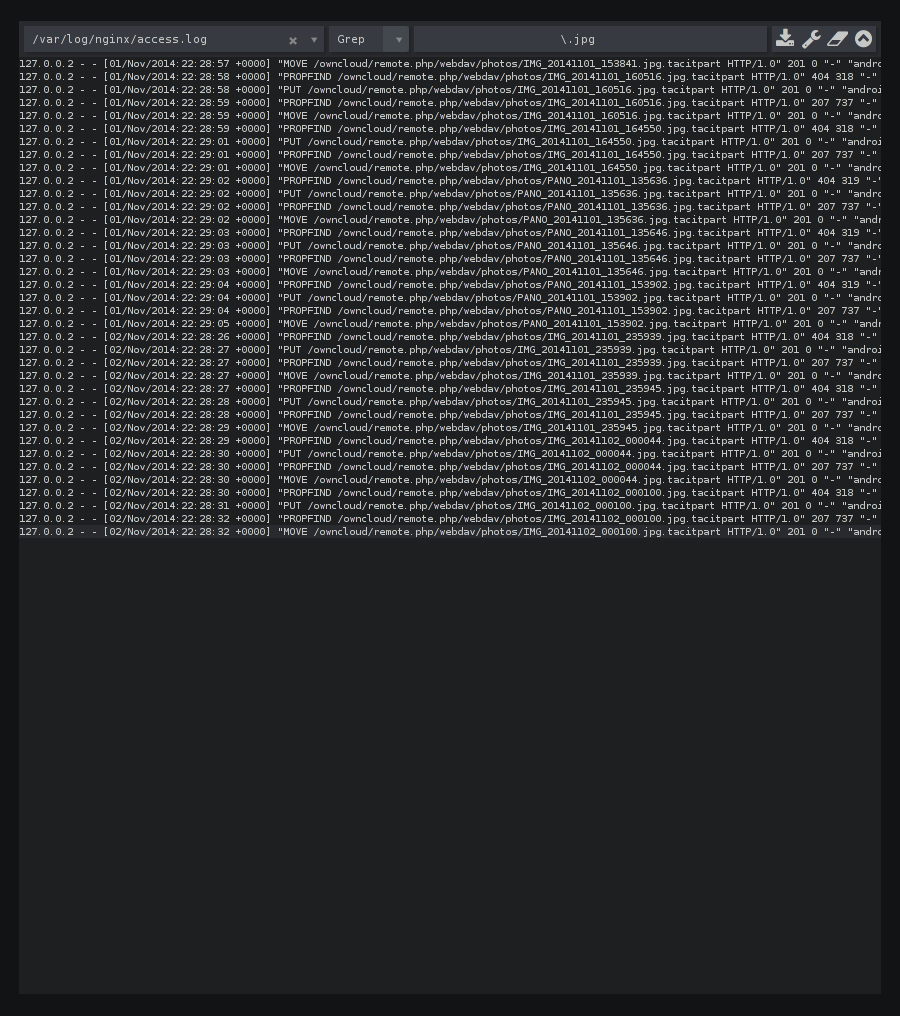 /var/log/nginx/access.log Grep \.jpg
127.0.0.2 - - [01/Nov/2014:22:28:57 +0000] "MOVE /owncloud/remote.php/webdav/photos/IMG_20141101_153841.jpg.tacitpart HTTP/1.0" 201 0 "-" "andro
127.0.0.2 - - [01/Nov/2014:22:28:58 +0000] "PROPFIND /owncloud/remote.php/webdav/photos/IMG_20141101_160516.jpg.tacitpart HTTP/1.0" 404 318 "-"
127.0.0.2 - - [01/Nov/2014:22:28:58 +0000] "PUT /owncloud/remote.php/webdav/photos/IMG_20141101_160516.jpg.tacitpart HTTP/1.0" 201 0 "-" "androi
127.0.0.2 - - [01/Nov/2014:22:28:59 +0000] "PROPFIND /owncloud/remote.php/webdav/photos/IMG_20141101_160516.jpg.tacitpart HTTP/1.0" 207 737 "-"
127.0.0.2 - - [01/Nov/2014:22:28:59 +0000] "MOVE /owncloud/remote.php/webdav/photos/IMG_20141101_160516.jpg.tacitpart HTTP/1.0" 201 0 "-" "andro
127.0.0.2 - - [01/Nov/2014:22:28:59 +0000] "PROPFIND /owncloud/remote.php/webdav/photos/IMG_20141101_164550.jpg.tacitpart HTTP/1.0" 404 318 "-"
127.0.0.2 - - [01/Nov/2014:22:29:01 +0000] "PUT /owncloud/remote.php/webdav/photos/IMG_20141101_164550.jpg.tacitpart HTTP/1.0" 201 0 "-" "androi
127.0.0.2 - - [01/Nov/2014:22:29:01 +0000] "PROPFIND /owncloud/remote.php/webdav/photos/IMG_20141101_164550.jpg.tacitpart HTTP/1.0" 207 737 "-"
127.0.0.2 - - [01/Nov/2014:22:29:01 +0000] "MOVE /owncloud/remote.php/webdav/photos/IMG_20141101_164550.jpg.tacitpart HTTP/1.0" 201 0 "-" "andro
127.0.0.2 - - [01/Nov/2014:22:29:02 +0000] "PROPFIND /owncloud/remote.php/webdav/photos/PANO_20141101_135636.jpg.tacitpart HTTP/1.0" 404 319 "-"
127.0.0.2 - - [01/Nov/2014:22:29:02 +0000] "PUT /owncloud/remote.php/webdav/photos/PANO_20141101_135636.jpg.tacitpart HTTP/1.0" 201 0 "-" "andro
127.0.0.2 - - [01/Nov/2014:22:29:02 +0000] "PROPFIND /owncloud/remote.php/webdav/photos/PANO_20141101_135636.jpg.tacitpart HTTP/1.0" 207 737 "-"
127.0.0.2 - - [01/Nov/2014:22:29:02 +0000] "MOVE /owncloud/remote.php/webdav/photos/PANO_20141101_135636.jpg.tacitpart HTTP/1.0" 201 0 "-" "andr
127.0.0.2 - - [01/Nov/2014:22:29:03 +0000] "PROPFIND /owncloud/remote.php/webdav/photos/PANO_20141101_135646.jpg.tacitpart HTTP/1.0" 404 319 "-"
127.0.0.2 - - [01/Nov/2014:22:29:03 +0000] "PUT /owncloud/remote.php/webdav/photos/PANO_20141101_135646.jpg.tacitpart HTTP/1.0" 201 0 "-" "andro
127.0.0.2 - - [01/Nov/2014:22:29:03 +0000] "PROPFIND /owncloud/remote.php/webdav/photos/PANO_20141101_135646.jpg.tacitpart HTTP/1.0" 207 737 "-"
127.0.0.2 - - [01/Nov/2014:22:29:03 +0000] "MOVE /owncloud/remote.php/webdav/photos/PANO_20141101_135646.jpg.tacitpart HTTP/1.0" 201 0 "-" "andr
127.0.0.2 - - [01/Nov/2014:22:29:04 +0000] "PROPFIND /owncloud/remote.php/webdav/photos/PANO_20141101_153902.jpg.tacitpart HTTP/1.0" 404 319 "-"
127.0.0.2 - - [01/Nov/2014:22:29:04 +0000] "PUT /owncloud/remote.php/webdav/photos/PANO_20141101_153902.jpg.tacitpart HTTP/1.0" 201 0 "-" "andro
127.0.0.2 - - [01/Nov/2014:22:29:04 +0000] "PROPFIND /owncloud/remote.php/webdav/photos/PANO_20141101_153902.jpg.tacitpart HTTP/1.0" 207 737 "-"
127.0.0.2 - - [01/Nov/2014:22:29:05 +0000] "MOVE /owncloud/remote.php/webdav/photos/PANO_20141101_153902.jpg.tacitpart HTTP/1.0" 201 0 "-" "andr
127.0.0.2 - - [02/Nov/2014:22:28:26 +0000] "PROPFIND /owncloud/remote.php/webdav/photos/IMG_20141101_235939.jpg.tacitpart HTTP/1.0" 404 318 "-"
127.0.0.2 - - [02/Nov/2014:22:28:27 +0000] "PUT /owncloud/remote.php/webdav/photos/IMG_20141101_235939.jpg.tacitpart HTTP/1.0" 201 0 "-" "androi
127.0.0.2 - - [02/Nov/2014:22:28:27 +0000] "PROPFIND /owncloud/remote.php/webdav/photos/IMG_20141101_235939.jpg.tacitpart HTTP/1.0" 207 737 "-"
127.0.0.2 - - [02/Nov/2014:22:28:27 +0000] "MOVE /owncloud/remote.php/webdav/photos/IMG_20141101_235939.jpg.tacitpart HTTP/1.0" 201 0 "-" "andro
127.0.0.2 - - [02/Nov/2014:22:28:27 +0000] "PROPFIND /owncloud/remote.php/webdav/photos/IMG_20141101_235945.jpg.tacitpart HTTP/1.0" 404 318 "-"
127.0.0.2 - - [02/Nov/2014:22:28:28 +0000] "PUT /owncloud/remote.php/webdav/photos/IMG_20141101_235945.jpg.tacitpart HTTP/1.0" 201 0 "-" "androi
127.0.0.2 - - [02/Nov/2014:22:28:28 +0000] "PROPFIND /owncloud/remote.php/webdav/photos/IMG_20141101_235945.jpg.tacitpart HTTP/1.0" 207 737 "-"
127.0.0.2 - - [02/Nov/2014:22:28:29 +0000] "MOVE /owncloud/remote.php/webdav/photos/IMG_20141101_235945.jpg.tacitpart HTTP/1.0" 201 0 "-" "andro
127.0.0.2 - - [02/Nov/2014:22:28:29 +0000] "PROPFIND /owncloud/remote.php/webdav/photos/IMG_20141102_000044.jpg.tacitpart HTTP/1.0" 404 318 "-"
127.0.0.2 - - [02/Nov/2014:22:28:30 +0000] "PUT /owncloud/remote.php/webdav/photos/IMG_20141102_000044.jpg.tacitpart HTTP/1.0" 201 0 "-" "androi
127.0.0.2 - - [02/Nov/2014:22:28:30 +0000] "PROPFIND /owncloud/remote.php/webdav/photos/IMG_20141102_000044.jpg.tacitpart HTTP/1.0" 207 737 "-"
127.0.0.2 - - [02/Nov/2014:22:28:30 +0000] "MOVE /owncloud/remote.php/webdav/photos/IMG_20141102_000044.jpg.tacitpart HTTP/1.0" 201 0 "-" "andro
127.0.0.2 - - [02/Nov/2014:22:28:30 +0000] "PROPFIND /owncloud/remote.php/webdav/photos/IMG_20141102_000100.jpg.tacitpart HTTP/1.0" 404 318 "-"
127.0.0.2 - - [02/Nov/2014:22:28:31 +0000] "PUT /owncloud/remote.php/webdav/photos/IMG_20141102_000100.jpg.tacitpart HTTP/1.0" 201 0 "-" "androi
127.0.0.2 - - [02/Nov/2014:22:28:32 +0000] "PROPFIND /owncloud/remote.php/webdav/photos/IMG_20141102_000100.jpg.tacitpart HTTP/1.0" 207 737 "-"
127.0.0.2 - - [02/Nov/2014:22:28:32 +0000] "MOVE /owncloud/remote.php/webdav/photos/IMG_20141102_000100.jpg.tacitpart HTTP/1.0" 201 0 "-" "andro